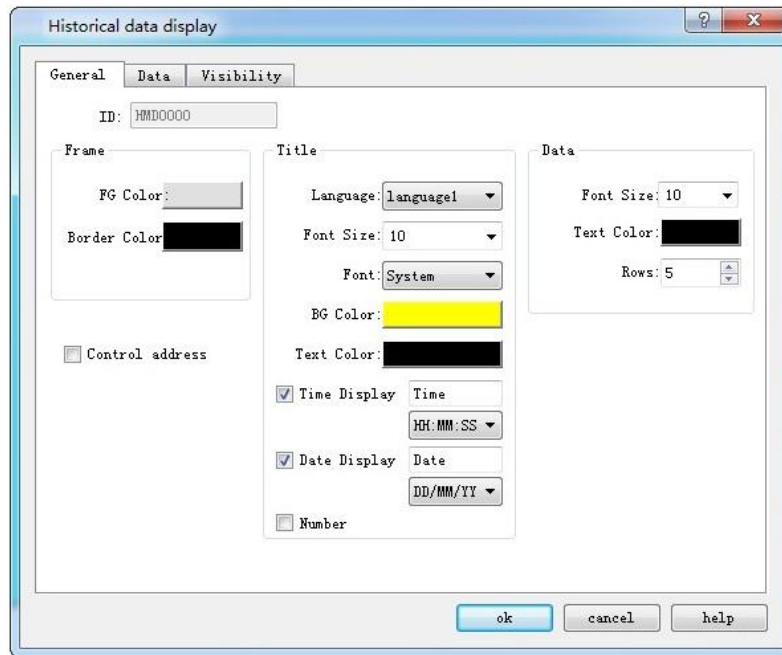 Historical data display
General Data Visibility
ID: HMD0000
Frame
FG Color:
Border Color
Control address
Title
Language: language1
Font Size: 10
Font: System
BG Color:
Text Color:
Time Display Time
HH:MM:SS
Date Display Date
DD/MM/YY
Number
Data
Font Size: 10
Text Color:
Rows: 5
ok cancel help